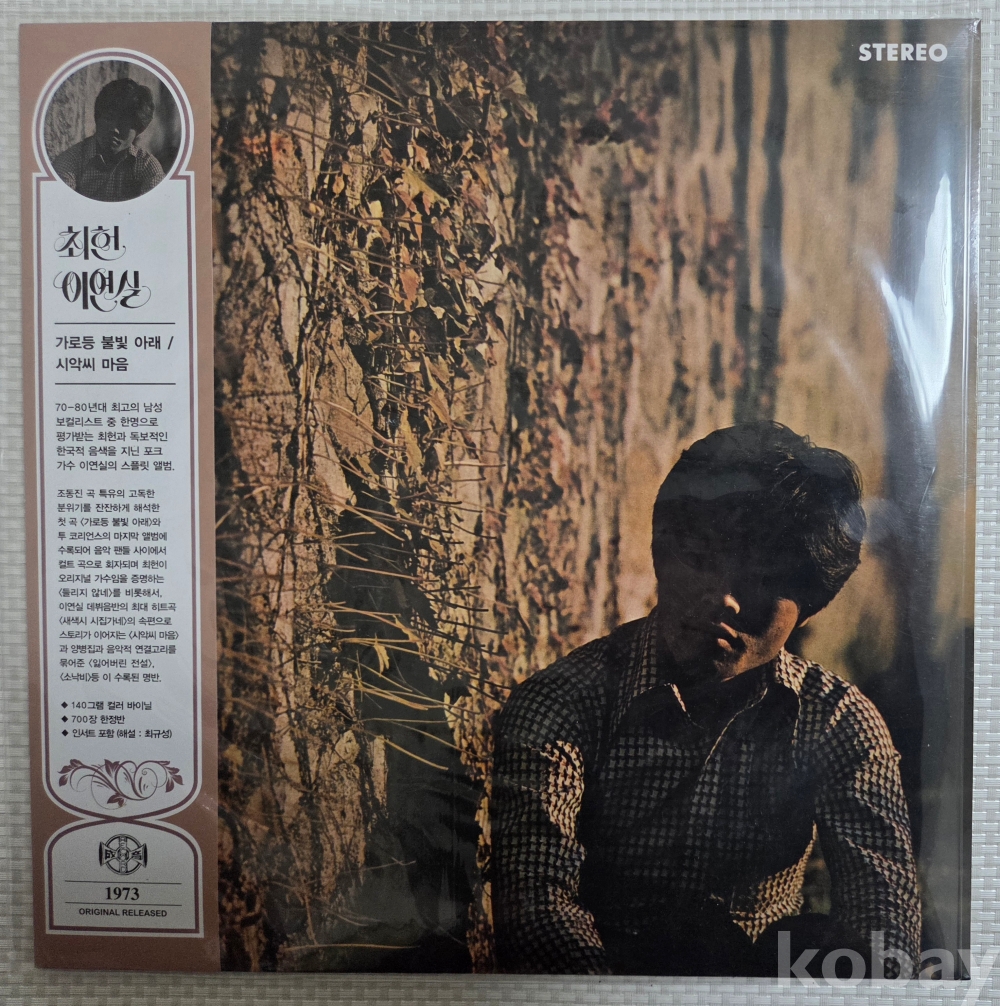 STEREO
최헌
이연실
가로등 불빛 아래 /
시악씨 마음
70-80년대 최고의 남성
보컬리스트 중 한명으로
평가받는 최헌과 독보적인
한국적 음색을 지닌 포크
가수 이연실의 스플릿 앨범.
조동진 곡 특유의 고독한
분위기를 잔잔하게 해석한
첫 곡 〈가로등 불빛 아래〉와
투 코리언스의 마지막 앨범에
수록되어 음악 팬들 사이에서
컬트 곡으로 회자되며 최헌이
오리지널 가수임을 증명하는
〈들리지 않네〉를 비롯해서,
이연실 데뷔음반의 최대 히트곡
〈새색시 시집가네〉의 속편으로
스토리가 이어지는 〈시악씨 마음〉
과 양병집과 음악적 연결고리를
묶어준 〈잃어버린 전설〉,
〈소낙비〉등 이 수록된 명반.
◆ 140그램 컬러 바이닐
◆ 700장 한정반
◆ 인서트 포함 (해설 : 최규성)
1973
ORIGINAL RELEASED
kobay